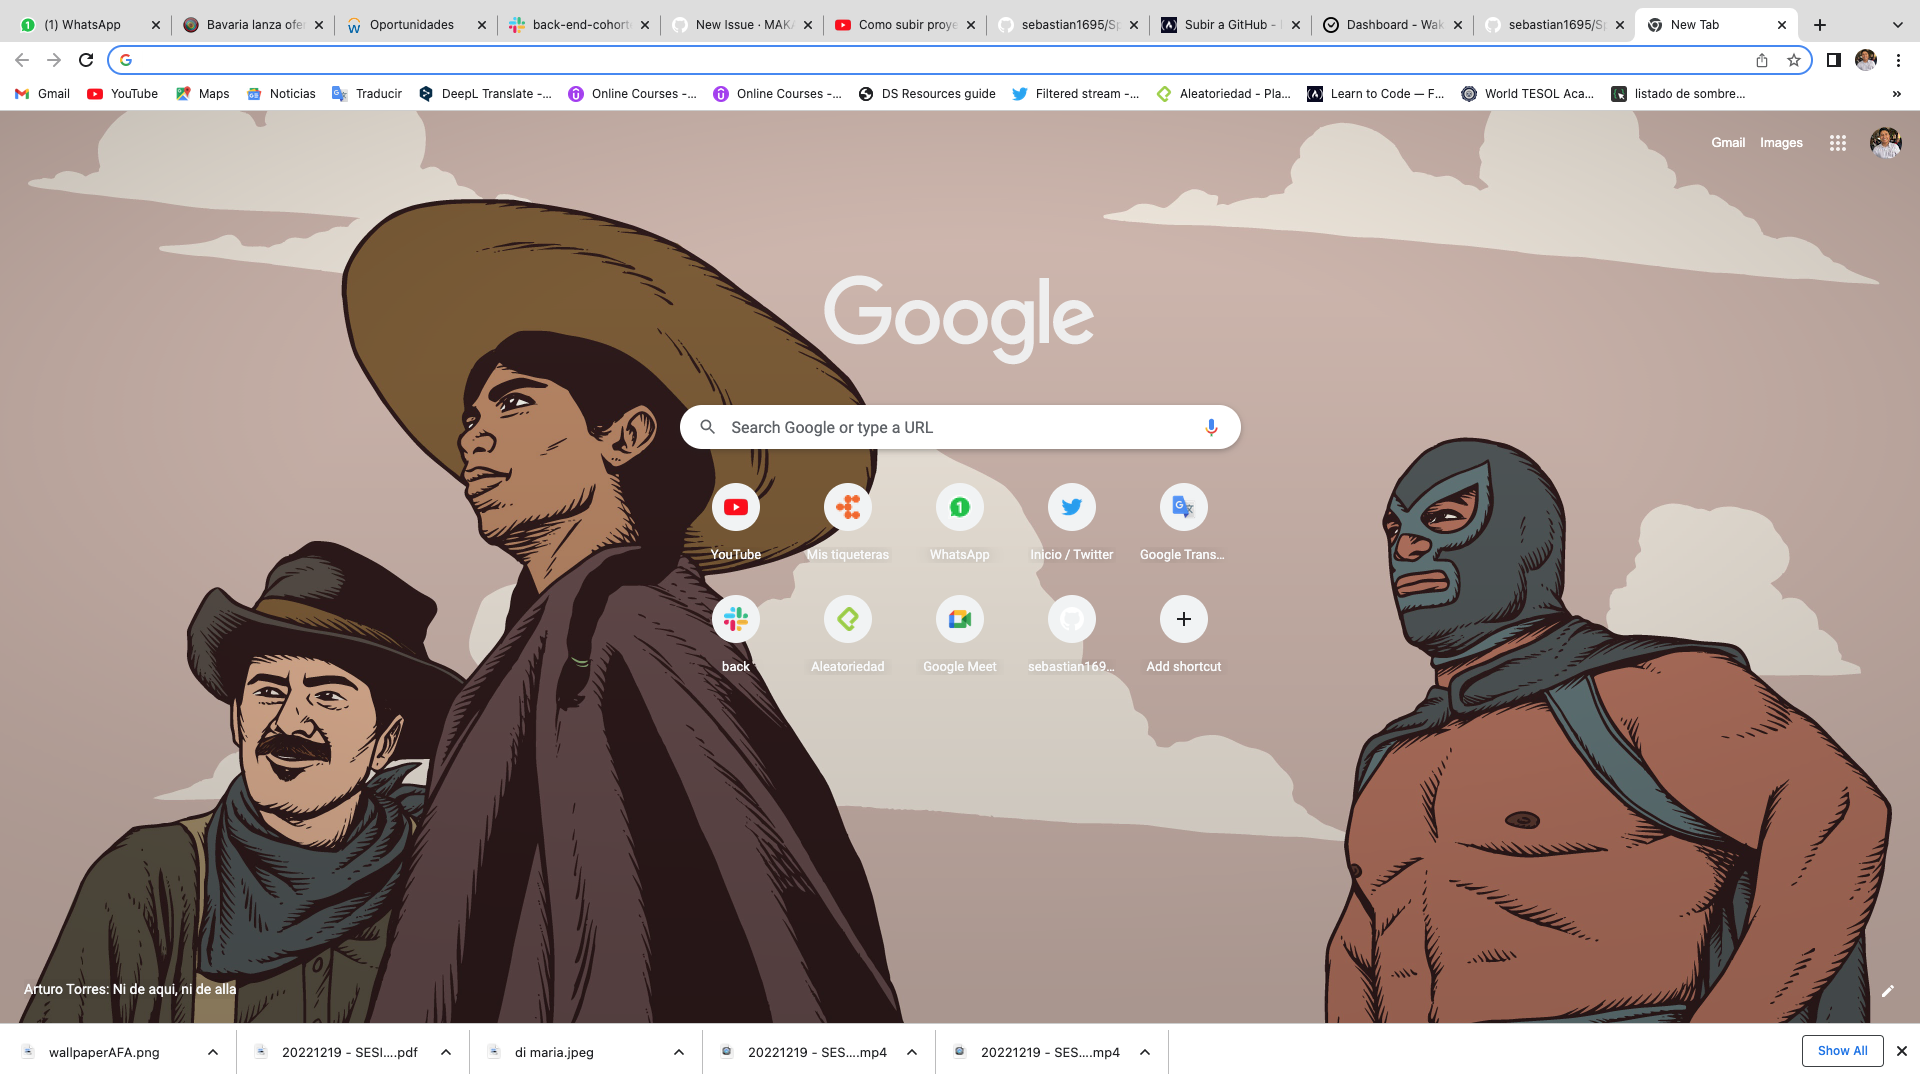 (1) WhatsApp
Bavaria lanza ofer
Oportunidades
back-end-cohort
New Issue · MAKA
Como subir proye
sebastian1695/Sp
Subir a GitHub -
Dashboard - Wak
sebastian1695/Sp
New Tab
Gmail
YouTube
Maps
Noticias
Traducir
DeepL Translate -...
Online Courses -...
Online Courses -...
DS Resources guide
Filtered stream -...
Aleatoriedad - Pla...
Learn to Code — F...
World TESOL Aca...
listado de sombre...
»
Gmail Images
Google
Search Google or type a URL
YouTube
Mis tiqueteras
WhatsApp
Inicio / Twitter
Google Trans...
back
Aleatoriedad
Google Meet
sebastian169...
Add shortcut
Arturo Torres: Ni de aqui, ni de alla
wallpaperAFA.png
20221219 - SESI....pdf
di maria.jpeg
20221219 - SES....mp4
20221219 - SES....mp4
Show All